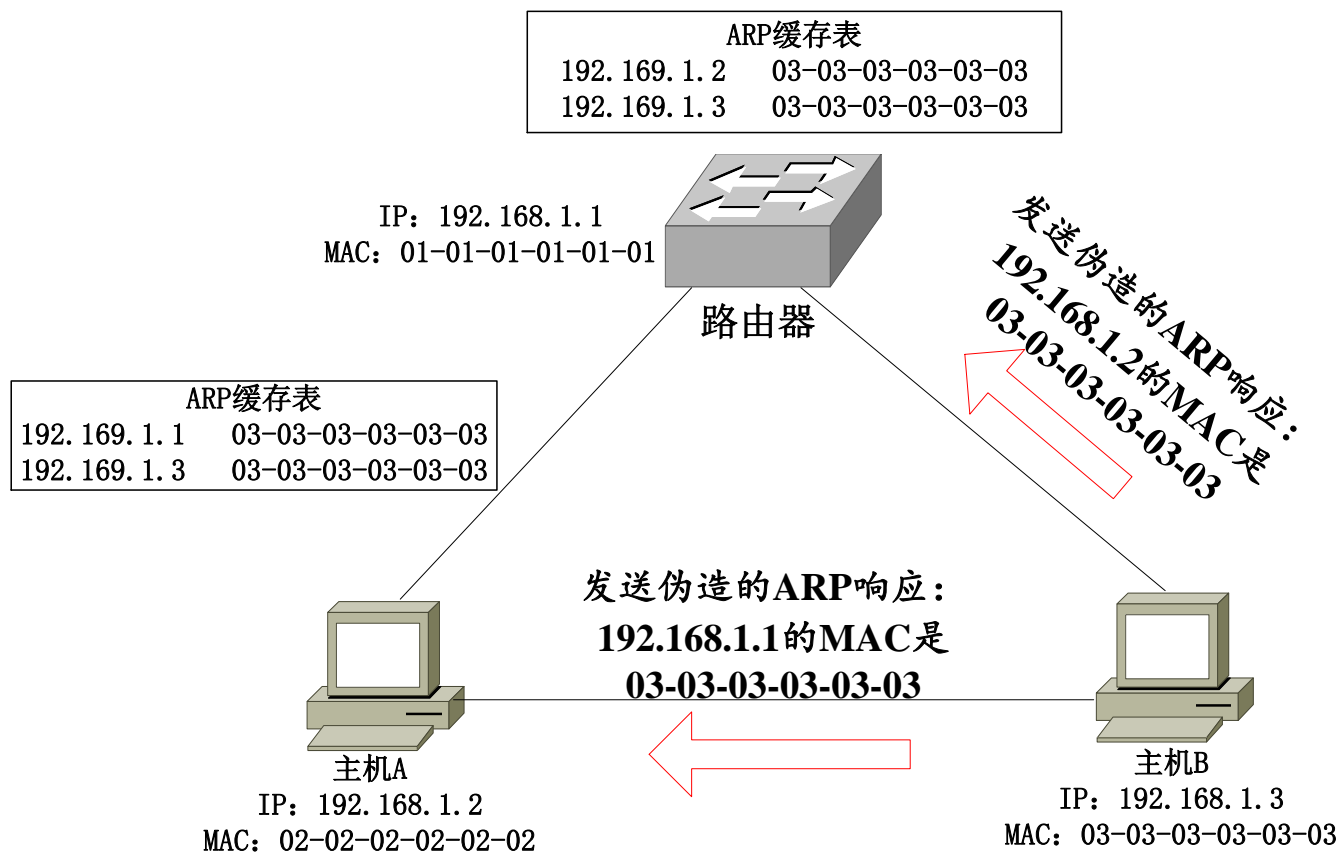 ARP缓存表
192.169.1.2 03-03-03-03-03-03
192.169.1.3 03-03-03-03-03-03
IP：192.168.1.1
MAC：01-01-01-01-01-01
路由器
发送伪造的ARP响应：
192.168.1.2的MAC是
03-03-03-03-03-03
ARP缓存表
192.169.1.1 03-03-03-03-03-03
192.169.1.3 03-03-03-03-03-03
发送伪造的ARP响应：
192.168.1.1的MAC是
03-03-03-03-03-03
主机A
IP：192.168.1.2
MAC：02-02-02-02-02-02
主机B
IP：192.168.1.3
MAC：03-03-03-03-03-03